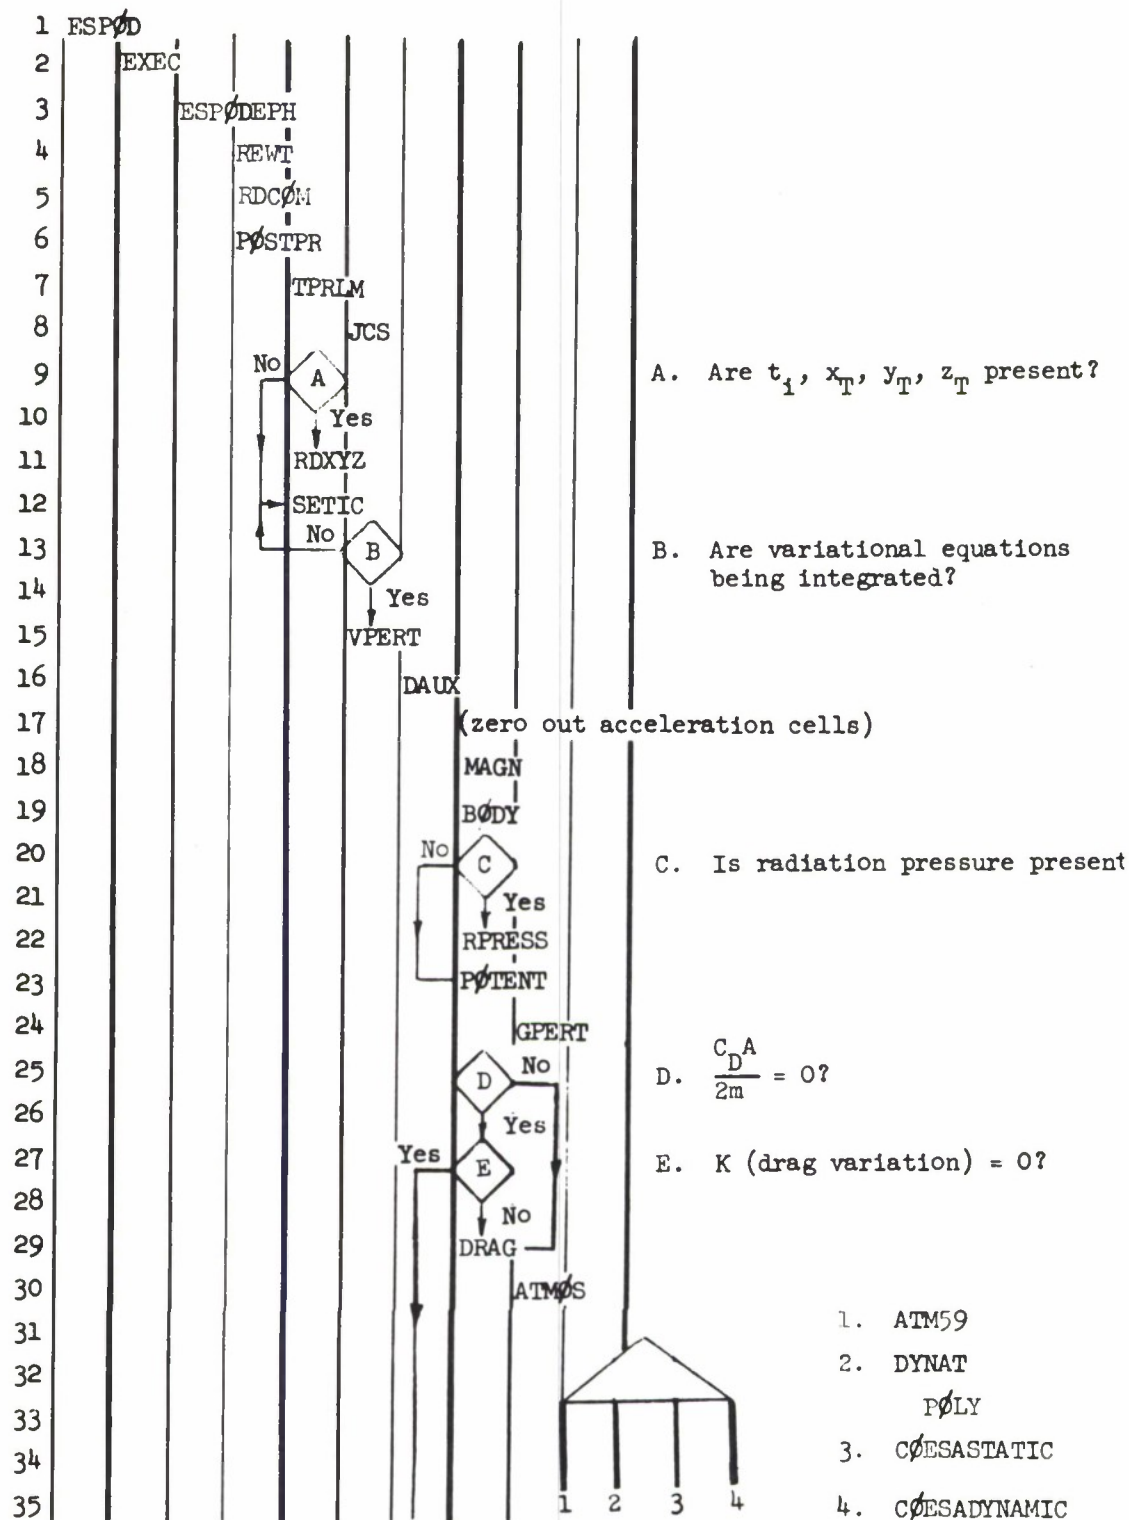 1 ESPØD
2 EXEC
3 ESPØDEPH
4 REWT
5 RDCØM
6 PØSTPR
7 TPRLM
8 JCS
No
9 A A. Are t_i, x_T, y_T, z_T present?
10 Yes
11 RDXYZ
12 SETIC
No
13 B B. Are variational equations
being integrated?
14 Yes
15 VPERT
16 DAUX
17 (zero out acceleration cells)
18 MAGN
19 BØDY
20 No C C. Is radiation pressure present
21 Yes
22 RPRESS
23 PØTENT
24 GPERT
25 D No D. C_D A / 2m = 0?
26 Yes
27 Yes E E. K (drag variation) = 0?
28 No
29 DRAG
30 ATMØS
31 1. ATM59
32 2. DYNAT
33 PØLY
34 3. CØESASTATIC
35 1 2 3 4 4. CØESADYNAMIC